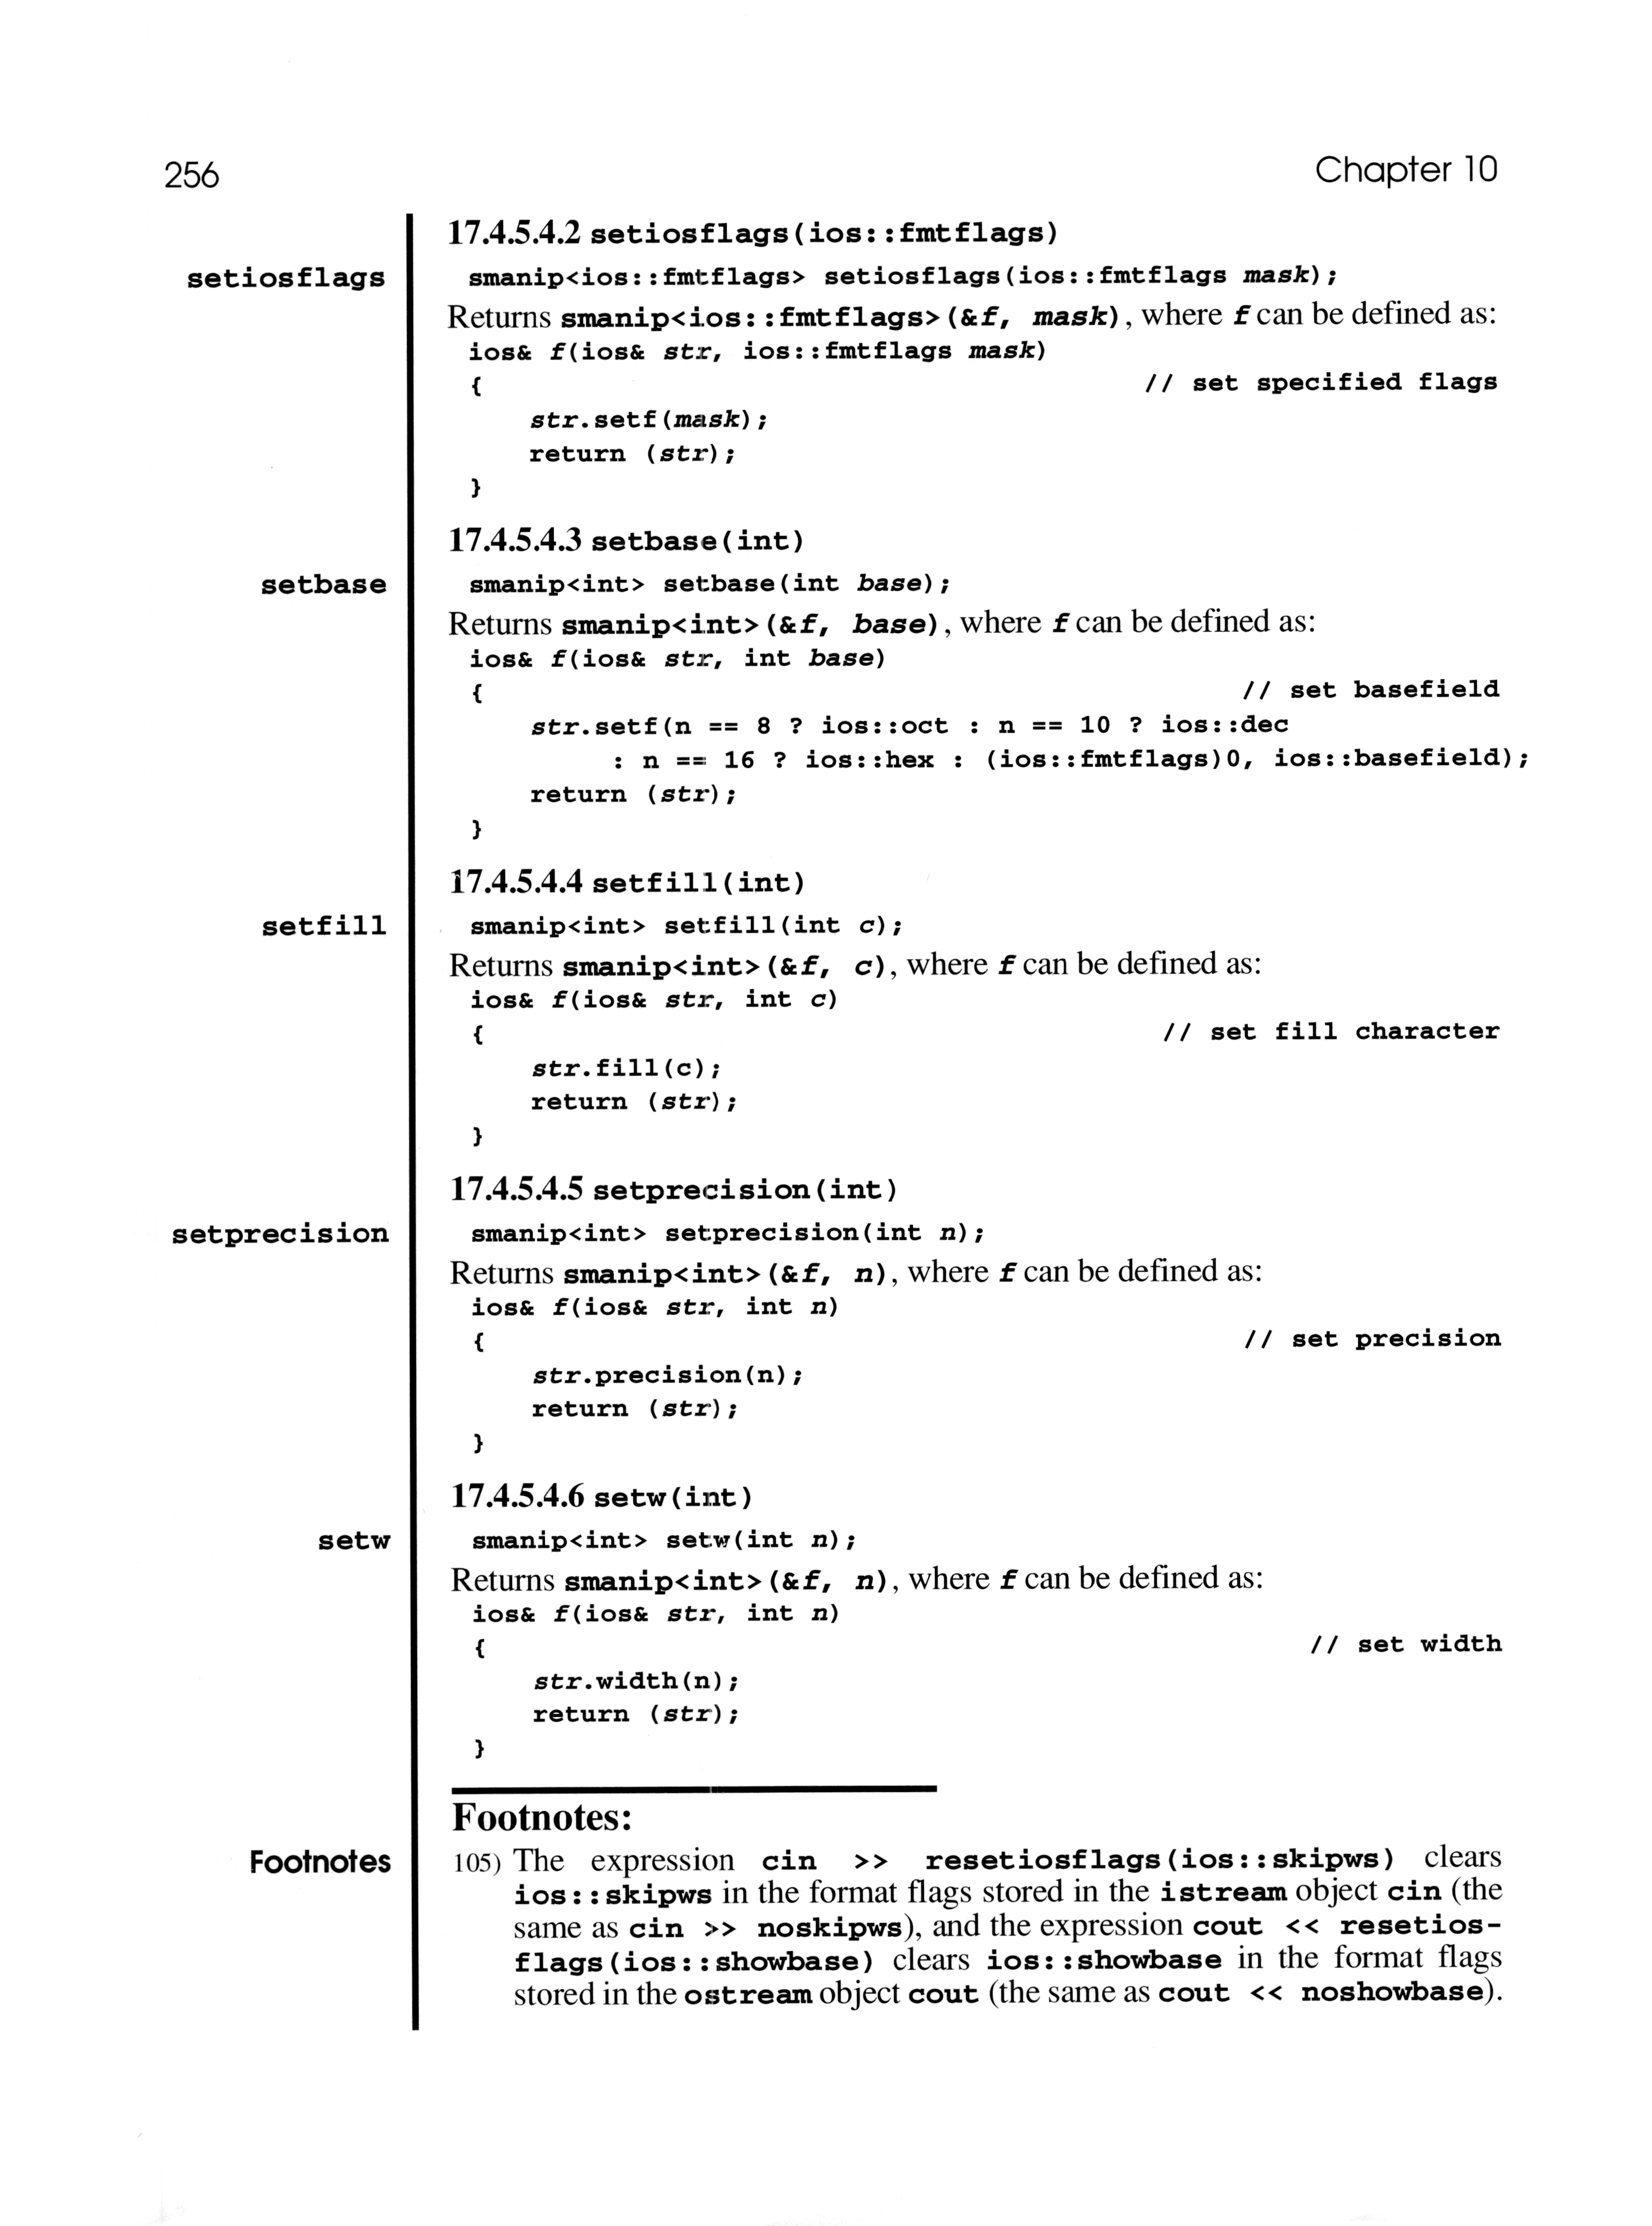 256
Chapter 10
17.4.5.4.2 setiosflags(ios::fmtflags)
setiosflags
smanip<ios::fmtflags> setiosflags(ios::fmtflags mask);
Returns smanip<ios::fmtflags>(&f, mask), where f can be defined as:
ios& f(ios& str, ios::fmtflags mask)
{ // set specified flags
str.setf(mask);
return (str);
}
17.4.5.4.3 setbase(int)
setbase
smanip<int> setbase(int base);
Returns smanip<int>(&f, base), where f can be defined as:
ios& f(ios& str, int base)
{ // set basefield
str.setf(n == 8 ? ios::oct : n == 10 ? ios::dec
: n == 16 ? ios::hex : (ios::fmtflags)0, ios::basefield);
return (str);
}
17.4.5.4.4 setfill(int)
setfill
smanip<int> setfill(int c);
Returns smanip<int>(&f, c), where f can be defined as:
ios& f(ios& str, int c)
{ // set fill character
str.fill(c);
return (str);
}
17.4.5.4.5 setprecision(int)
setprecision
smanip<int> setprecision(int n);
Returns smanip<int>(&f, n), where f can be defined as:
ios& f(ios& str, int n)
{ // set precision
str.precision(n);
return (str);
}
17.4.5.4.6 setw(int)
setw
smanip<int> setw(int n);
Returns smanip<int>(&f, n), where f can be defined as:
ios& f(ios& str, int n)
{ // set width
str.width(n);
return (str);
}
Footnotes:
Footnotes
105) The expression cin >> resetiosflags(ios::skipws) clears
ios::skipws in the format flags stored in the istream object cin (the
same as cin >> noskipws), and the expression cout << resetios-
flags(ios::showbase) clears ios::showbase in the format flags
stored in the ostream object cout (the same as cout << noshowbase).